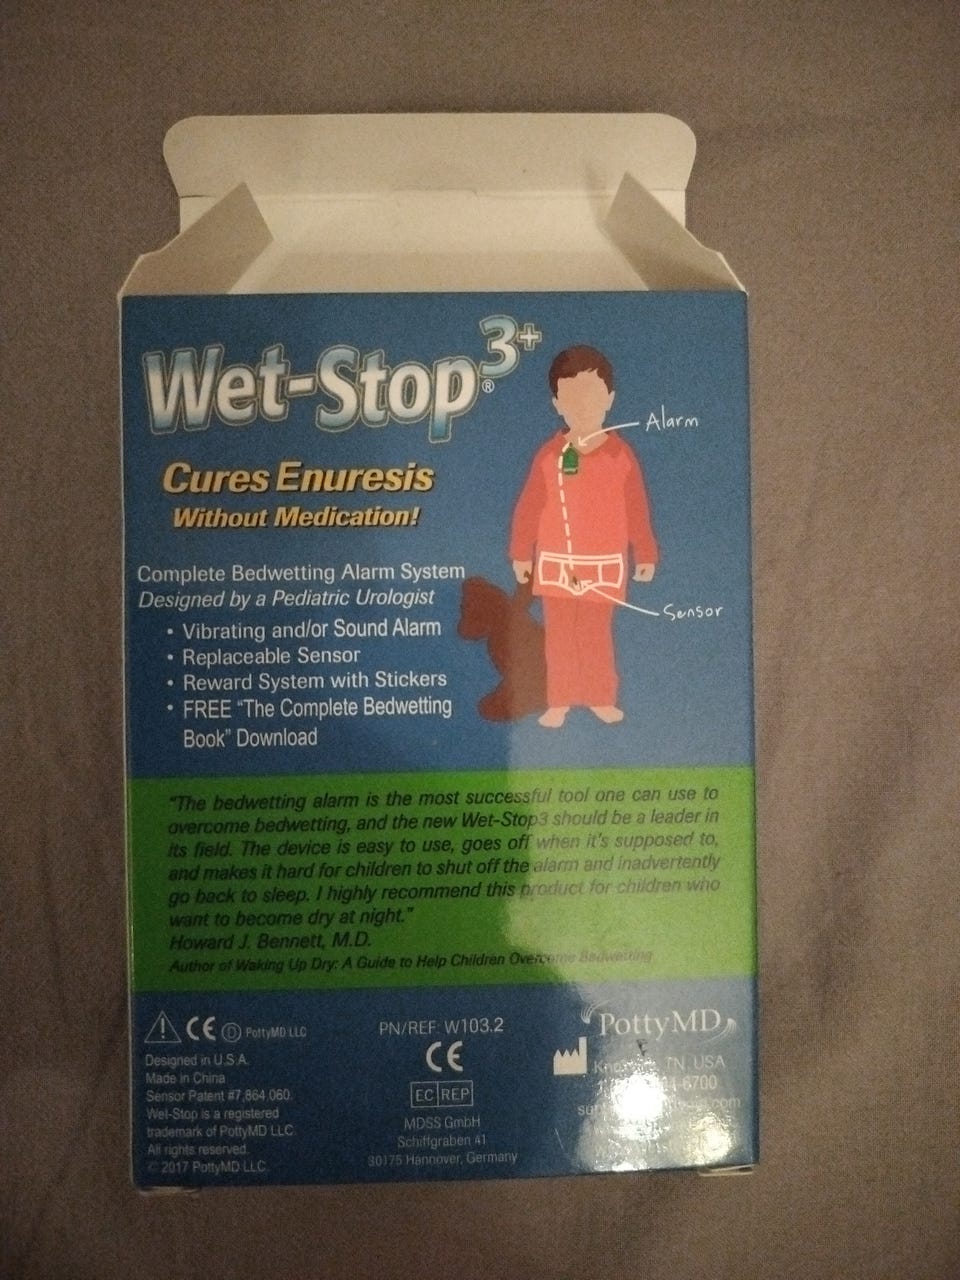 Wet-Stop3+®
Cures Enuresis
Without Medication!
Alarm
Sensor
Complete Bedwetting Alarm System
Designed by a Pediatric Urologist
• Vibrating and/or Sound Alarm
• Replaceable Sensor
• Reward System with Stickers
• FREE "The Complete Bedwetting
Book" Download
"The bedwetting alarm is the most successful tool one can use to
overcome bedwetting, and the new Wet-Stop3 should be a leader in
its field. The device is easy to use, goes off when it's supposed to,
and makes it hard for children to shut off the alarm and inadvertently
go back to sleep. I highly recommend this product for children who
want to become dry at night."
Howard J. Bennett, M.D.
Author of Waking Up Dry: A Guide to Help Children Overcome Bedwetting
CE D PottyMD LLC
Designed in U.S.A.
Made in China
Sensor Patent #7,864,060.
Wet-Stop is a registered
trademark of PottyMD LLC.
All rights reserved.
© 2017 PottyMD LLC.
PN/REF: W103.2
CE
EC REP
MDSS GmbH
Schiffgraben 41
30175 Hannover, Germany
PottyMD
TN, USA
-6700